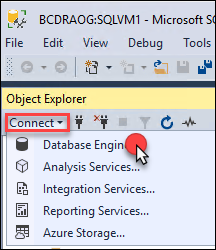 BCDRAOG:SQLVM1 - Microsoft S
File Edit View Debug Tools
Object Explorer
Connect
Database Engin
Analysis Services...
Integration Services...
Reporting Services...
Azure Storage...